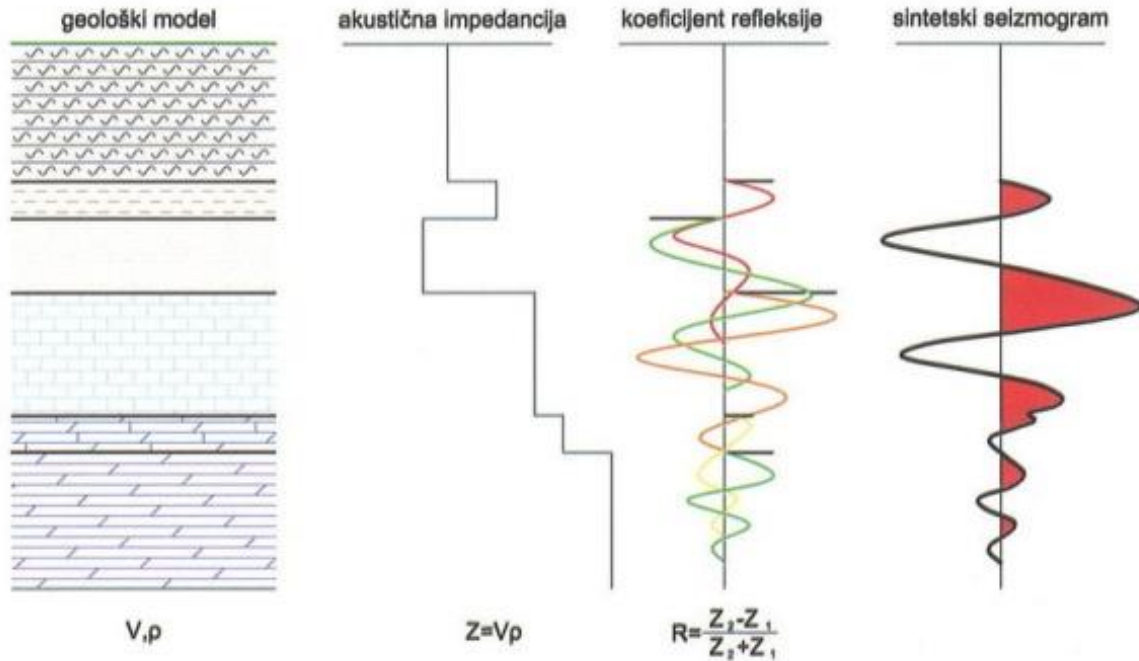 geološki model akustična impedancija koeficijent refleksije sintetski seizmogram
V,ρ Z=Vρ R=Z₂-Z₁/Z₂+Z₁